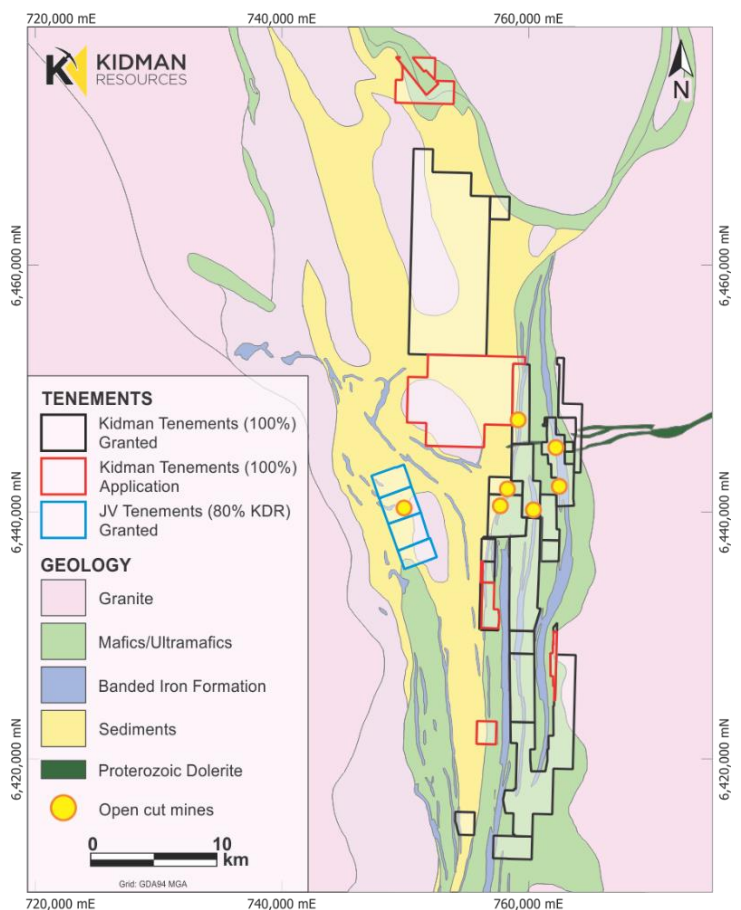 720,000 mE
740,000 mE
760,000 mE
KIDMAN
RESOURCES
N
6,460,000 mN
6,460,000 mN
TENEMENTS
Kidman Tenements (100%)
Granted
Kidman Tenements (100%)
Application
JV Tenements (80% KDR)
Granted
6,440,000 mN
6,440,000 mN
GEOLOGY
Granite
Mafics/Ultramafics
Banded Iron Formation
Sediments
Proterozoic Dolerite
Open cut mines
6,420,000 mN
6,420,000 mN
0 10
km
Grid: GDA94 MGA
720,000 mE
740,000 mE
760,000 mE